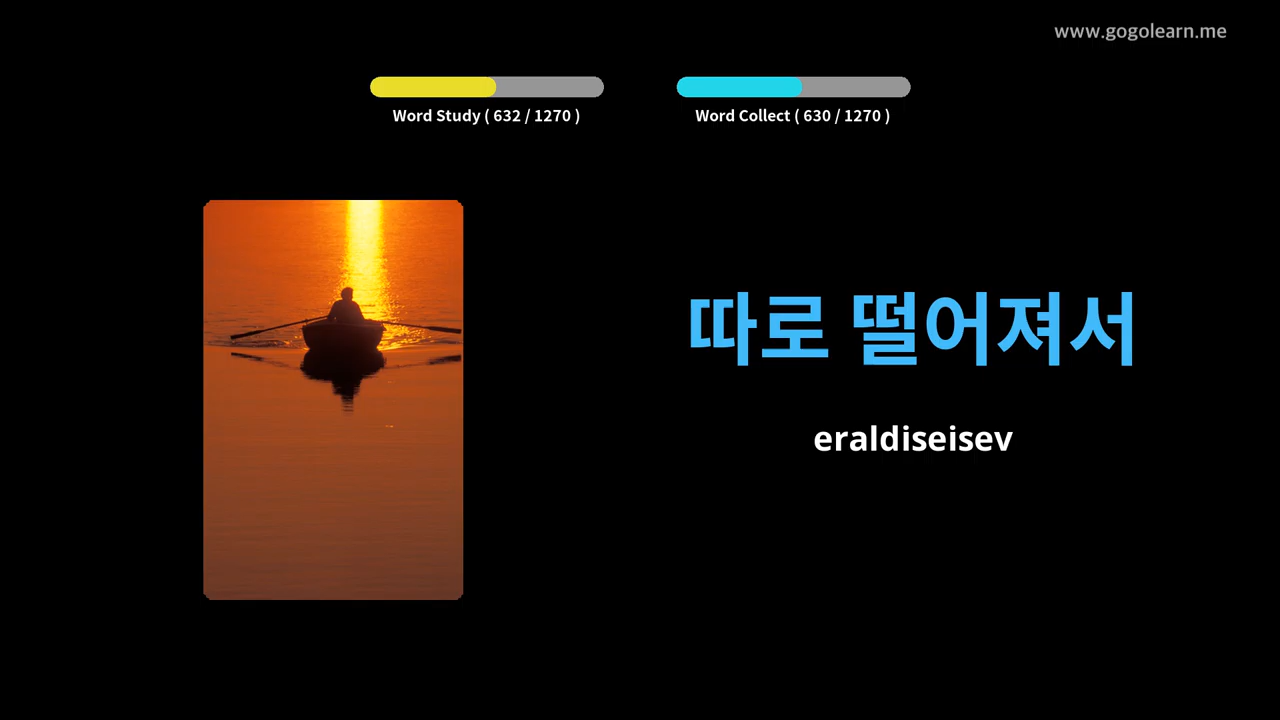 www.gogolearn.me
Word Study ( 632 / 1270 )
Word Collect ( 630 / 1270 )
따로 떨어져서
eraldiseisev